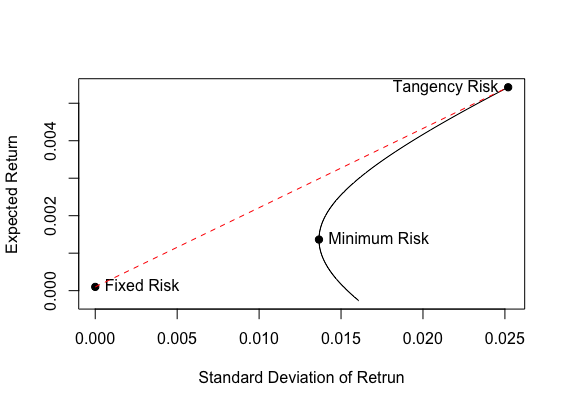 Tangency Risk
Minimum Risk
Fixed Risk
Expected Return
0.004
0.002
0.000
0.000 0.005 0.010 0.015 0.020 0.025
Standard Deviation of Retrun